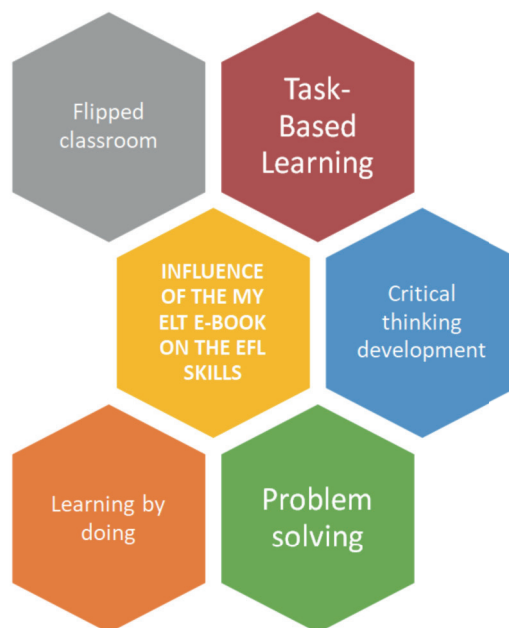 Flipped
classroom
Task-
Based
Learning
INFLUENCE
OF THE MY
ELT E-BOOK
ON THE EFL
SKILLS
Critical
thinking
development
Learning by
doing
Problem
solving